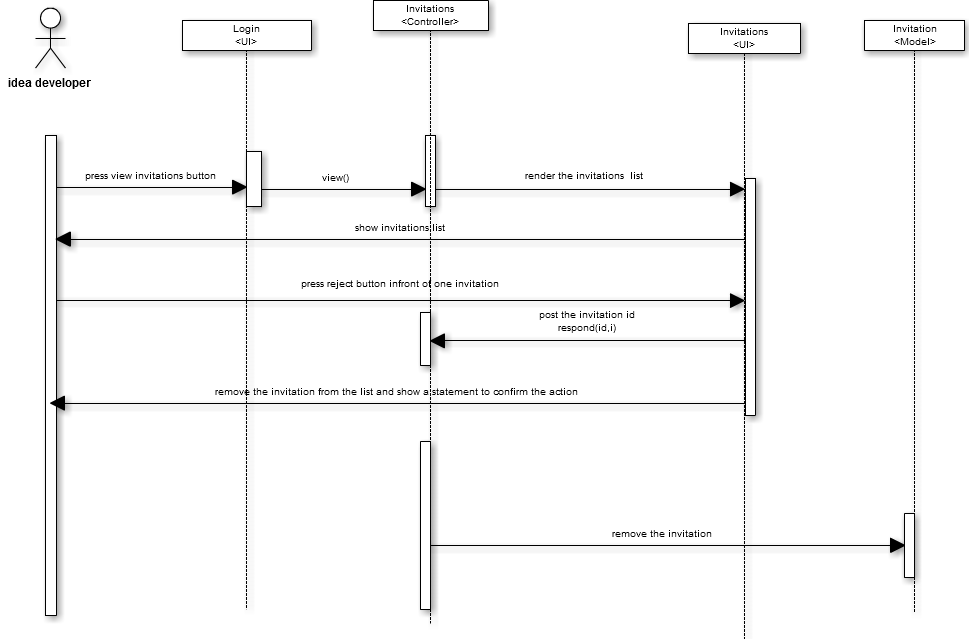 Invitations
<Controller>
Login
<UI>
Invitations
<UI>
Invitation
<Model>
idea developer
press view invitations button
view()
render the invitations list
show invitations list
press reject button infront of one invitation
post the invitation id
respond(id,i)
remove the invitation from the list and show a statement to confirm the action
remove the invitation